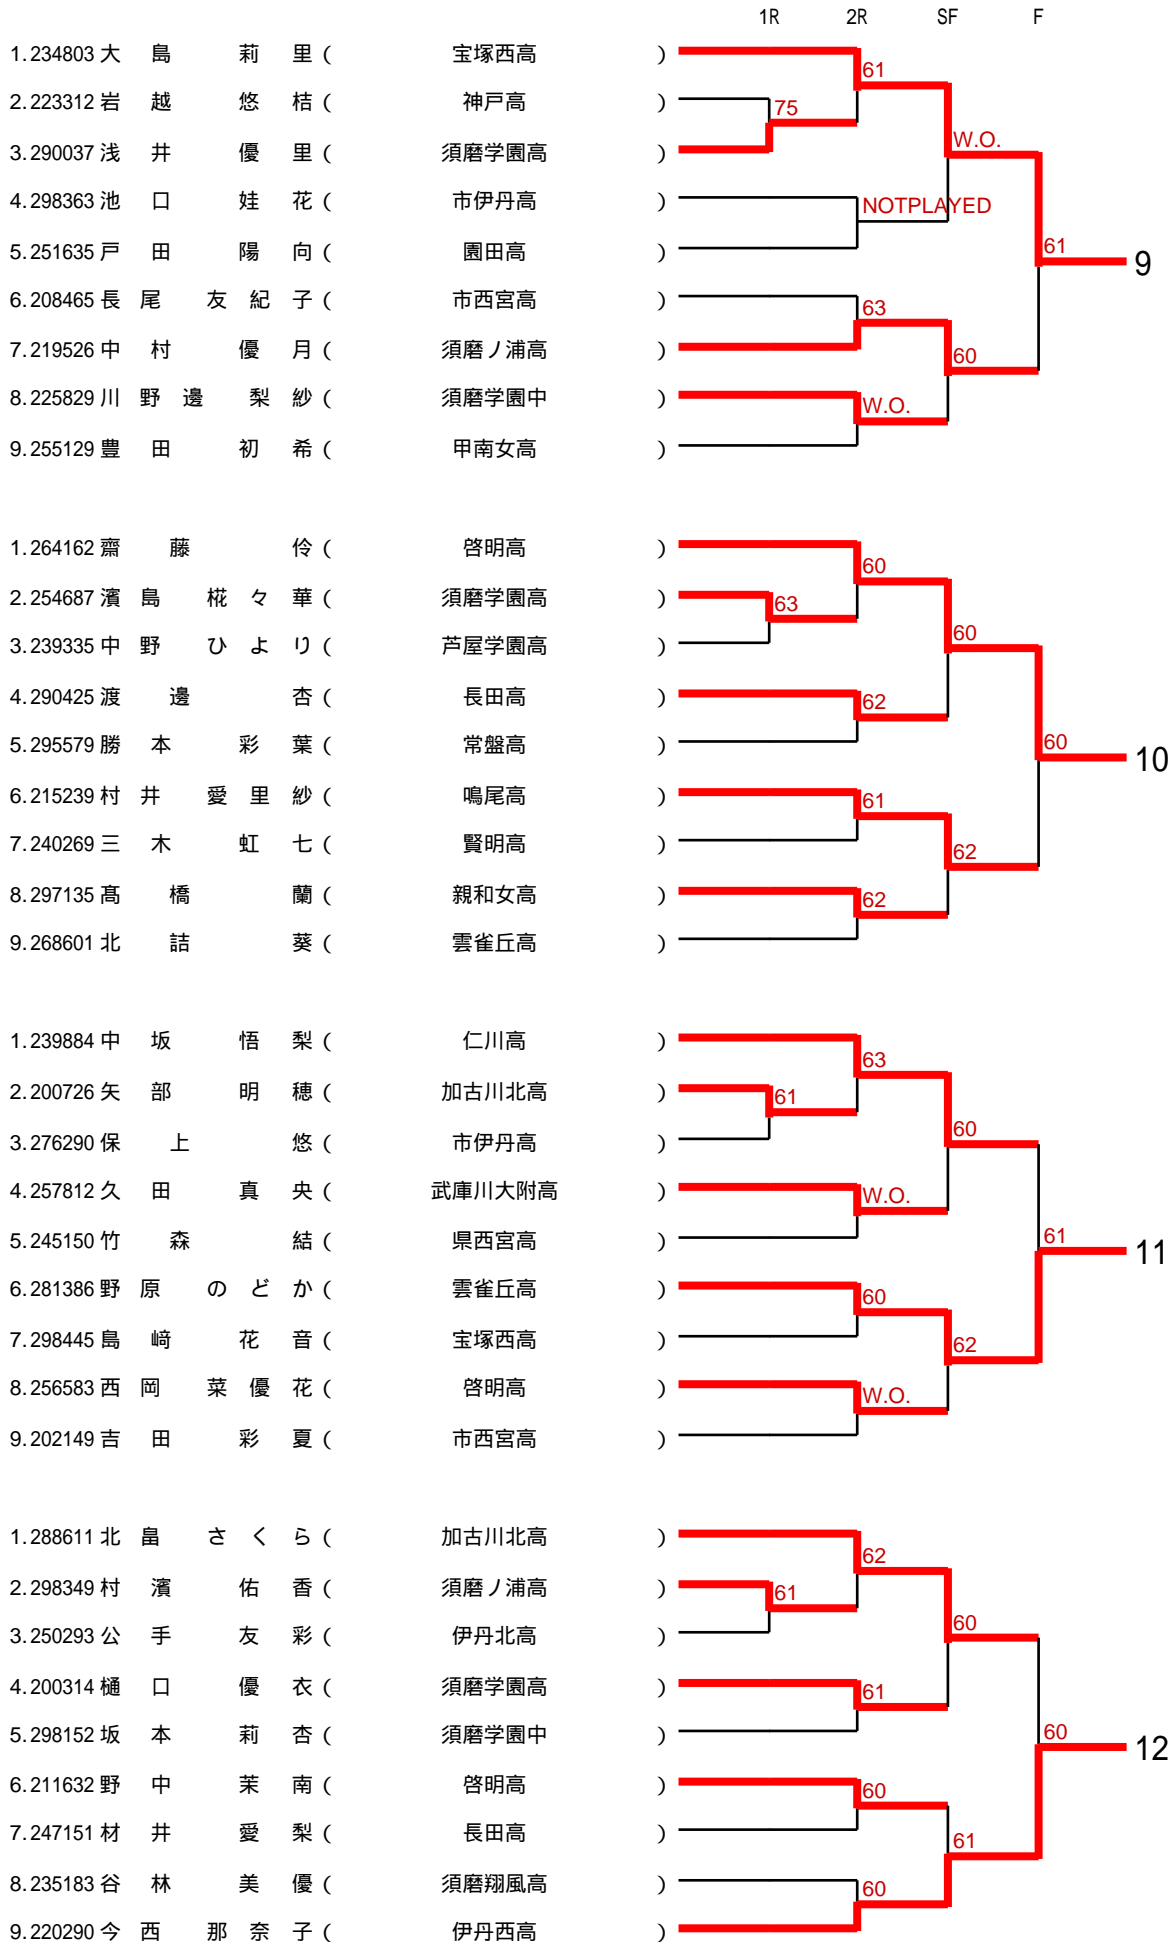 1R 2R SF F
1.234803 大島 莉里 ( 宝塚西高 )
61
2.223312 岩越 悠桔 ( 神戸高 )
75
W.O.
3.290037 浅井 優里 ( 須磨学園高 )
4.298363 池口 娃花 ( 市伊丹高 )
NOTPLAYED
5.251635 戸田 陽向 ( 園田高 )
61
9
6.208465 長尾 友紀子 ( 市西宮高 )
63
7.219526 中村 優月 ( 須磨ノ浦高 )
60
8.225829 川野邊 梨紗 ( 須磨学園中 )
W.O.
9.255129 豊田 初希 ( 甲南女高 )
1.264162 齋藤 伶 ( 啓明高 )
60
2.254687 濱島 椛々華 ( 須磨学園高 )
63
60
3.239335 中野 ひより ( 芦屋学園高 )
4.290425 渡邊 杏 ( 長田高 )
62
5.295579 勝本 彩葉 ( 常盤高 )
60
10
6.215239 村井 愛里紗 ( 鳴尾高 )
61
7.240269 三木 虹七 ( 賢明高 )
62
8.297135 髙橋 蘭 ( 親和女高 )
62
9.268601 北詰 葵 ( 雲雀丘高 )
1.239884 中坂 悟梨 ( 仁川高 )
63
2.200726 矢部 明穂 ( 加古川北高 )
61
60
3.276290 保上 悠 ( 市伊丹高 )
4.257812 久田 真央 ( 武庫川大附高 )
W.O.
5.245150 竹森 結 ( 県西宮高 )
61
11
6.281386 野原 のどか ( 雲雀丘高 )
60
7.298445 島﨑 花音 ( 宝塚西高 )
62
8.256583 西岡 菜優花 ( 啓明高 )
W.O.
9.202149 吉田 彩夏 ( 市西宮高 )
1.288611 北畠 さくら ( 加古川北高 )
62
2.298349 村濱 佑香 ( 須磨ノ浦高 )
61
60
3.250293 公手 友彩 ( 伊丹北高 )
4.200314 樋口 優衣 ( 須磨学園高 )
61
5.298152 坂本 莉杏 ( 須磨学園中 )
60
12
6.211632 野中 茉南 ( 啓明高 )
60
7.247151 材井 愛梨 ( 長田高 )
61
8.235183 谷林 美優 ( 須磨翔風高 )
60
9.220290 今西 那奈子 ( 伊丹西高 )